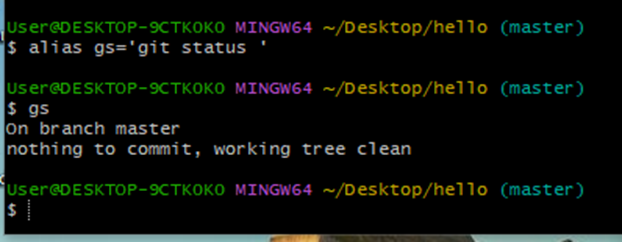 User@DESKTOP-9CTKOKO MINGW64 ~/Desktop/hello (master)
$ alias gs='git status '
User@DESKTOP-9CTKOKO MINGW64 ~/Desktop/hello (master)
$ gs
On branch master
nothing to commit, working tree clean
User@DESKTOP-9CTKOKO MINGW64 ~/Desktop/hello (master)
$